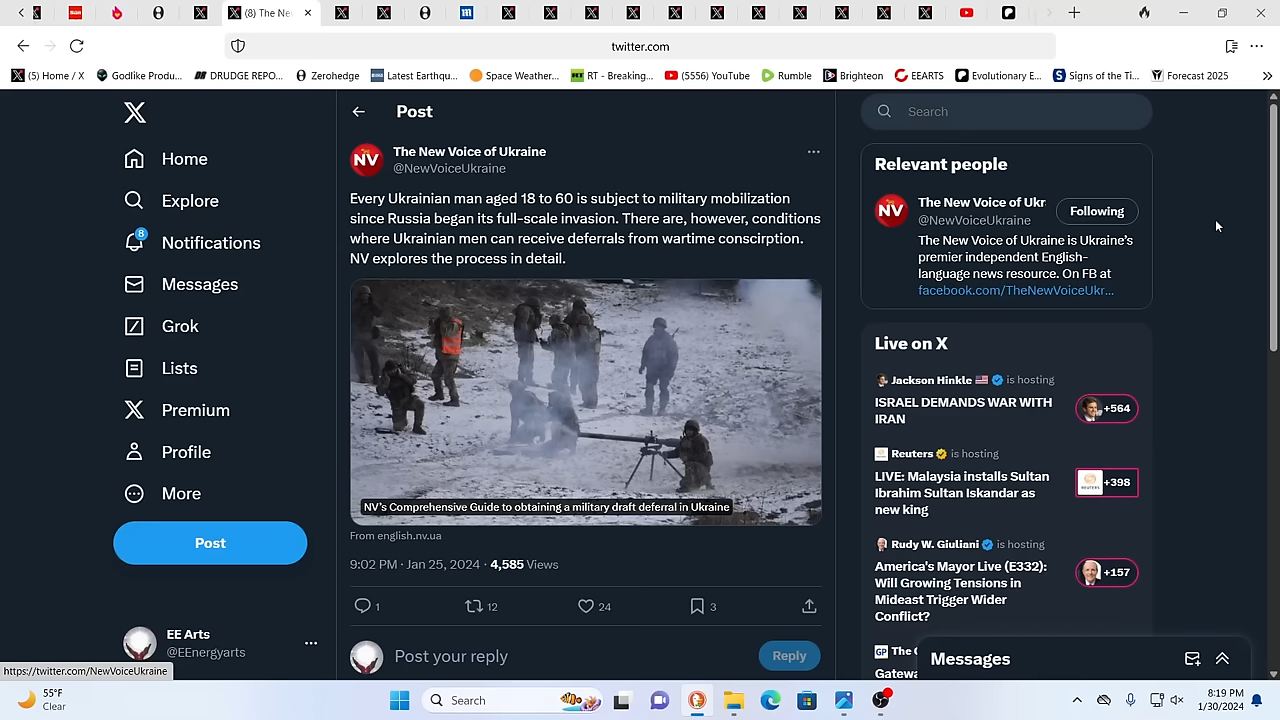 (8) The Ne
twitter.com
(5) Home / X
Godlike Produ...
DRUDGE REPO...
Zerohedge
Latest Earthqu...
Space Weather...
RT - Breaking...
(5556) YouTube
Rumble
Brighteon
EEARTS
Evolutionary E...
Signs of the Ti...
Forecast 2025
Home
Explore
8
Notifications
Messages
Grok
Lists
Premium
Profile
More
Post
EE Arts
@EEnergyarts
https://twitter.com/NewVoiceUkraine
Post
NV
The New Voice of Ukraine
@NewVoiceUkraine
Every Ukrainian man aged 18 to 60 is subject to military mobilization
since Russia began its full-scale invasion. There are, however, conditions
where Ukrainian men can receive deferrals from wartime conscirption.
NV explores the process in detail.
NV's Comprehensive Guide to obtaining a military draft deferral in Ukraine
From english.nv.ua
9:02 PM · Jan 25, 2024 · 4,585 Views
1
12
24
3
Post your reply
Reply
Search
Relevant people
NV
The New Voice of Ukr
@NewVoiceUkraine
Following
The New Voice of Ukraine is Ukraine's
premier independent English-
language news resource. On FB at
facebook.com/TheNewVoiceUkr...
Live on X
Jackson Hinkle is hosting
ISRAEL DEMANDS WAR WITH
IRAN
+564
Reuters is hosting
LIVE: Malaysia installs Sultan
Ibrahim Sultan Iskandar as
new king
+398
Rudy W. Giuliani is hosting
America's Mayor Live (E332):
Will Growing Tensions in
Mideast Trigger Wider
Conflict?
+157
GP The
Messages
55°F
Clear
Search
8:19 PM
1/30/2024